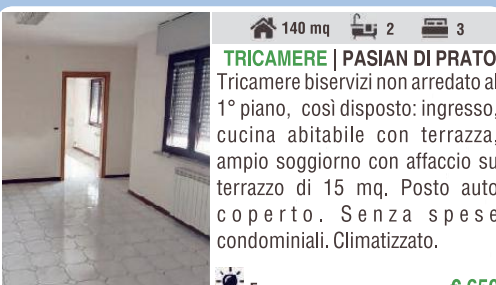 140 mq 2 3
TRICAMERE | PASIAN DI PRATO
Tricamere biservizi non arredato al
1° piano, così disposto: ingresso,
cucina abitabile con terrazza,
ampio soggiorno con affaccio su
terrazzo di 15 mq. Posto auto
coperto. Senza spese
condominiali. Climatizzato.